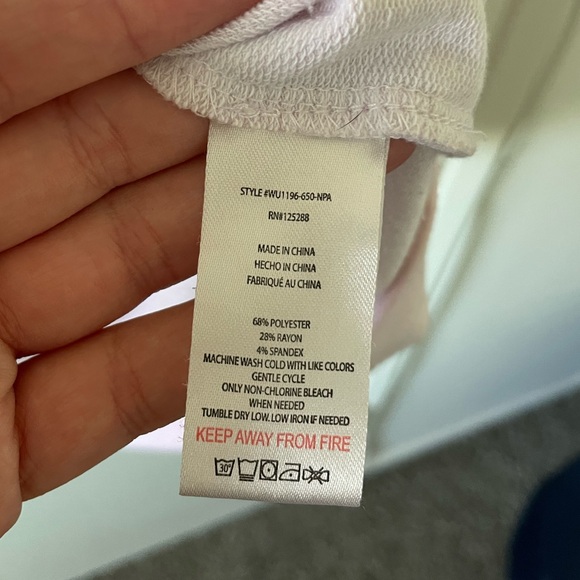 STYLE #WU1196-650-NPA
RN#125288
MADE IN CHINA
HECHO IN CHINA
FABRIQUÉ AU CHINA
68% POLYESTER
28% RAYON
4% SPANDEX
MACHINE WASH COLD WITH LIKE COLORS
GENTLE CYCLE
ONLY NON-CHLORINE BLEACH
WHEN NEEDED
TUMBLE DRY LOW. LOW IRON IF NEEDED
KEEP AWAY FROM FIRE
30°